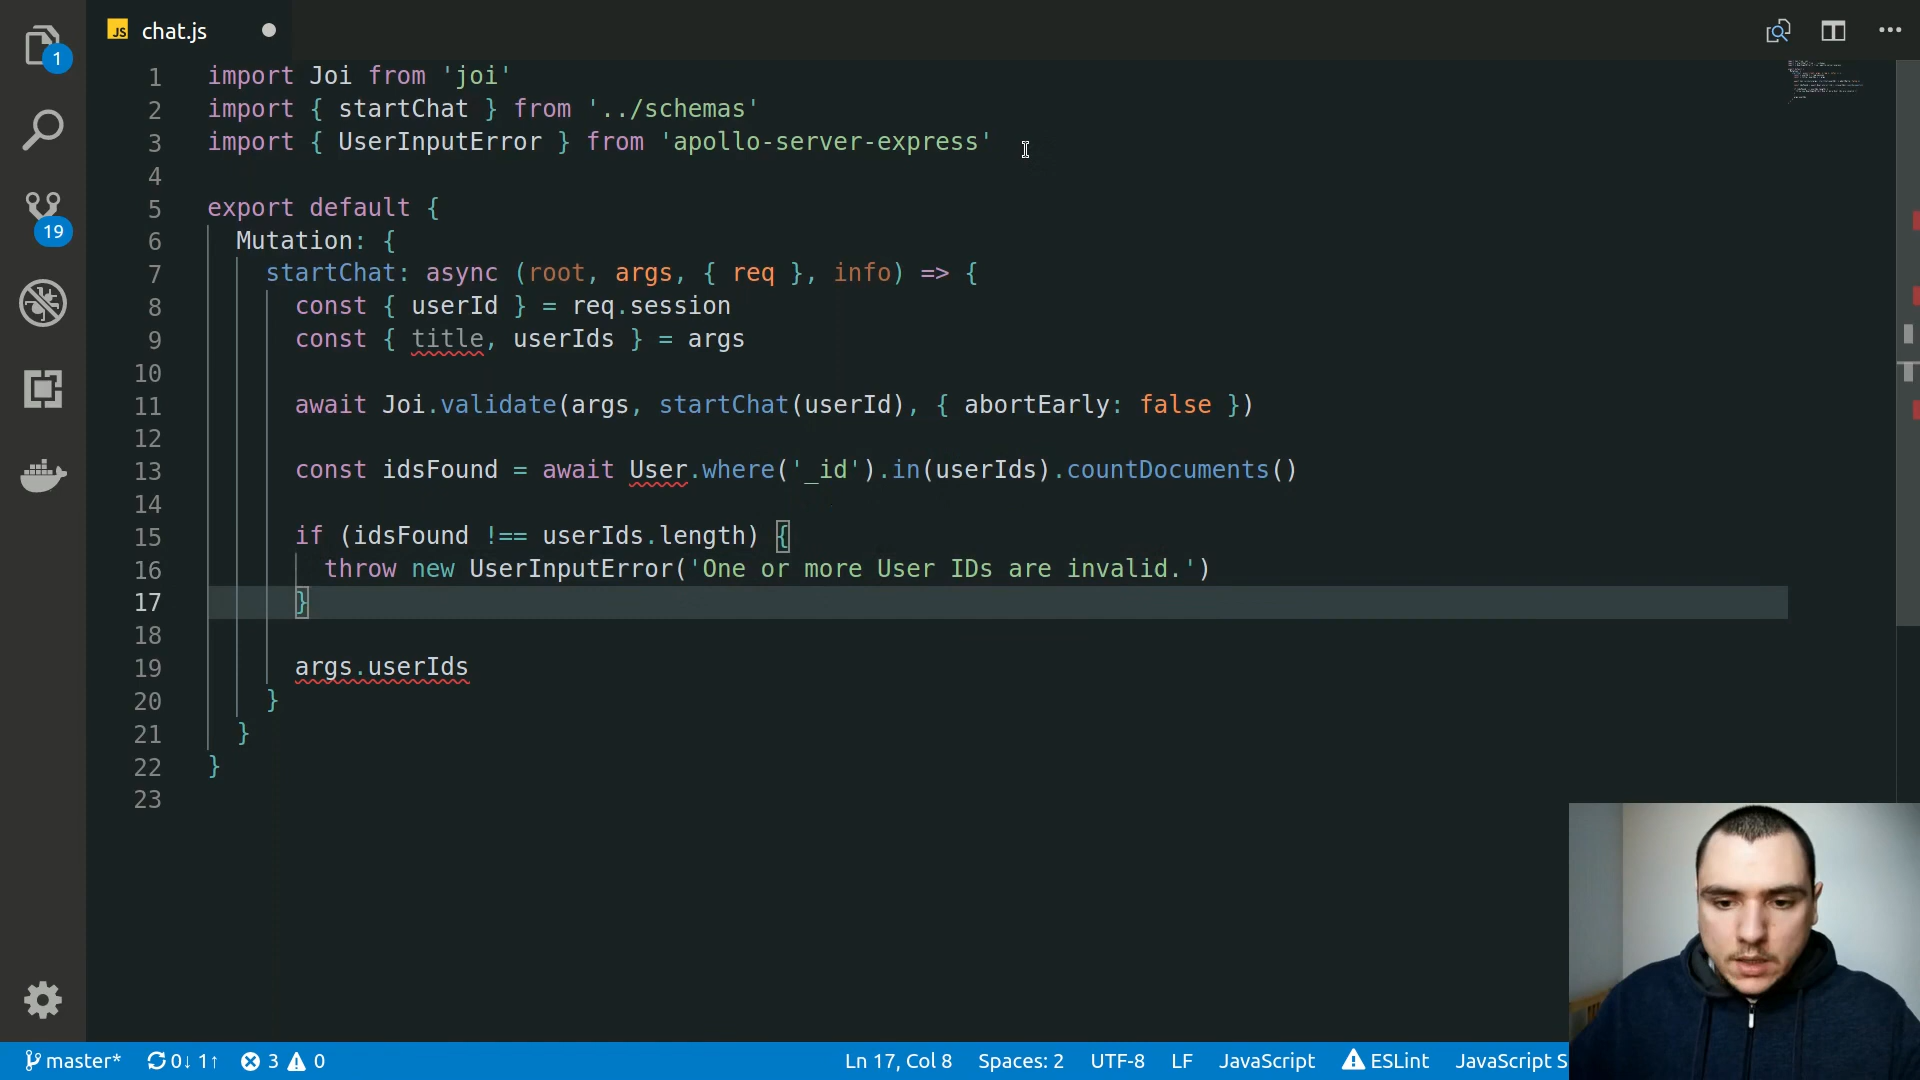 JS chat.js
1
19
1 import Joi from 'joi'
2 import { startChat } from '../schemas'
3 import { UserInputError } from 'apollo-server-express'
4
5 export default {
6 Mutation: {
7 startChat: async (root, args, { req }, info) => {
8 const { userId } = req.session
9 const { title, userIds } = args
10
11 await Joi.validate(args, startChat(userId), { abortEarly: false })
12
13 const idsFound = await User.where('_id').in(userIds).countDocuments()
14
15 if (idsFound !== userIds.length) {
16 throw new UserInputError('One or more User IDs are invalid.')
17 }
18
19 args.userIds
20 }
21 }
22 }
23
master* 0↓ 1↑ 3 0 Ln 17, Col 8 Spaces: 2 UTF-8 LF JavaScript ESLint JavaScript S